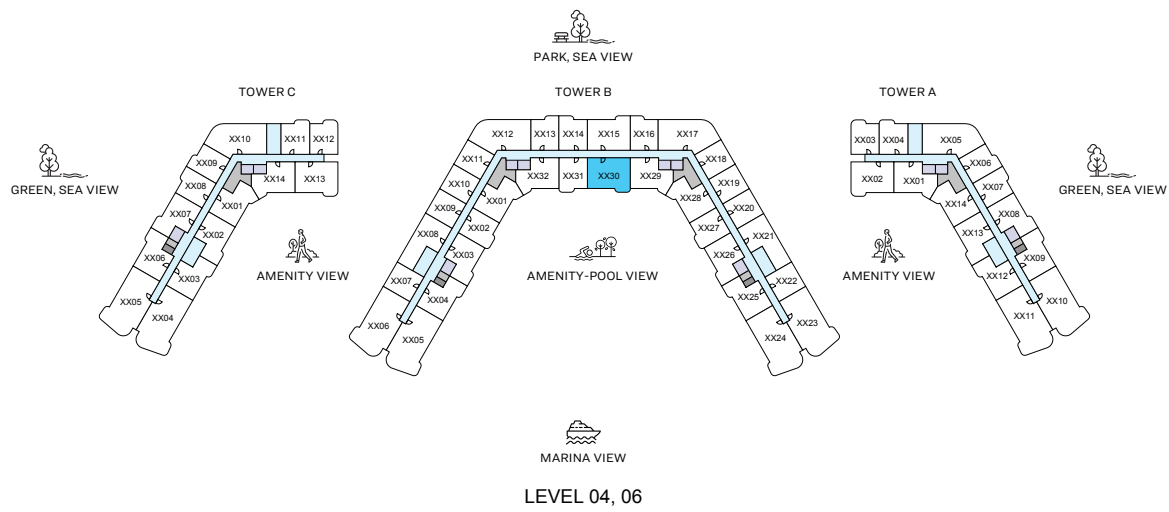 PARK, SEA VIEW
TOWER C
TOWER B
TOWER A
GREEN, SEA VIEW
XX10
XX11
XX12
XX09
XX08
XX07
XX06
XX05
XX04
XX03
XX02
XX01
XX14
XX13
AMENITY VIEW
XX12
XX13
XX14
XX15
XX16
XX17
XX11
XX10
XX09
XX08
XX07
XX06
XX05
XX04
XX03
XX02
XX01
XX32
XX31
XX30
XX29
XX28
XX27
XX26
XX25
XX24
XX23
XX22
XX21
XX20
XX19
XX18
AMENITY-POOL VIEW
XX03
XX04
XX05
XX02
XX01
XX06
XX07
XX08
XX09
XX10
XX11
XX12
XX13
XX14
AMENITY VIEW
GREEN, SEA VIEW
MARINA VIEW
LEVEL 04, 06